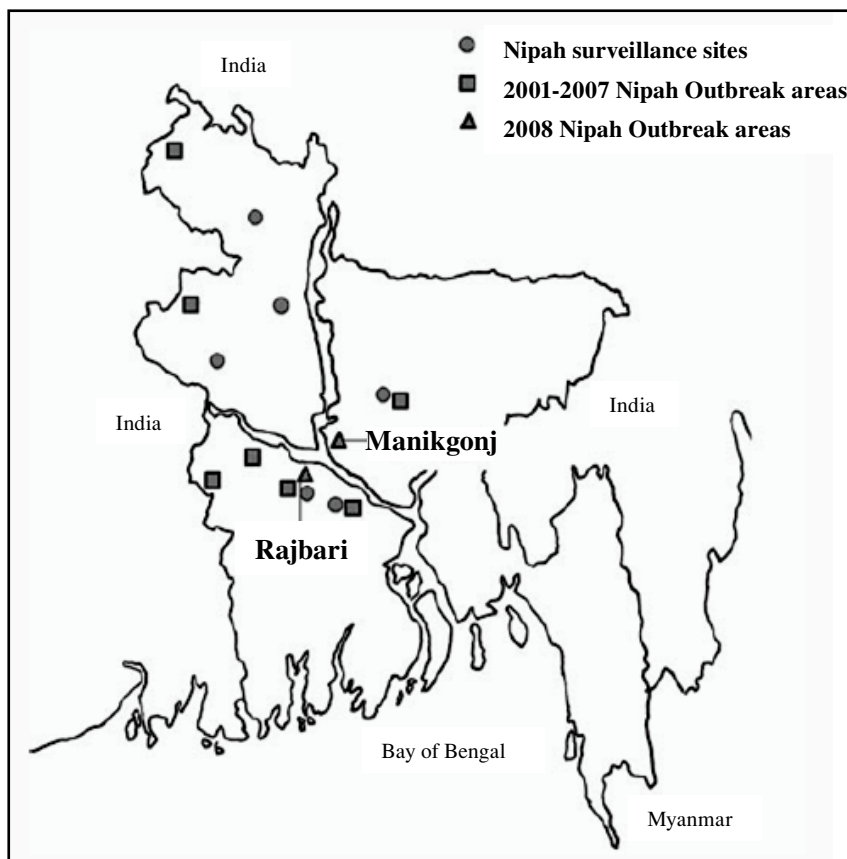 India
Nipah surveillance sites
2001-2007 Nipah Outbreak areas
2008 Nipah Outbreak areas
India
India
Manikgonj
Rajbari
Bay of Bengal
Myanmar